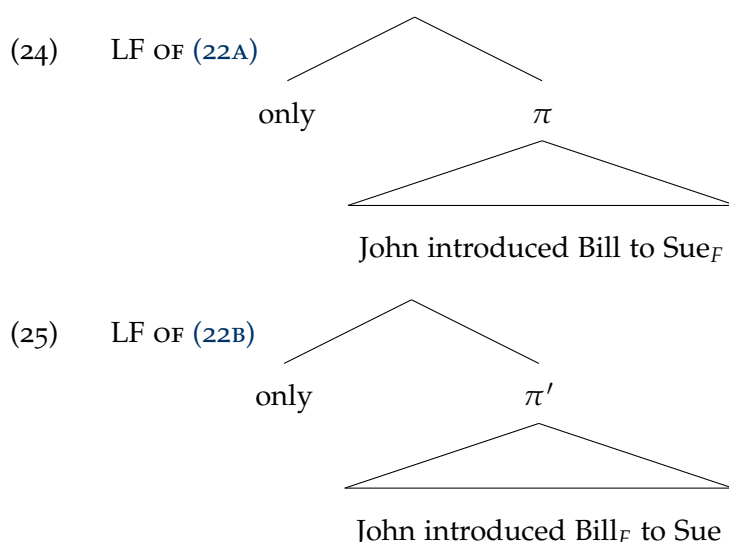 (24) LF OF (22A)
only π
John introduced Bill to Sue_F
(25) LF OF (22B)
only π′
John introduced Bill_F to Sue